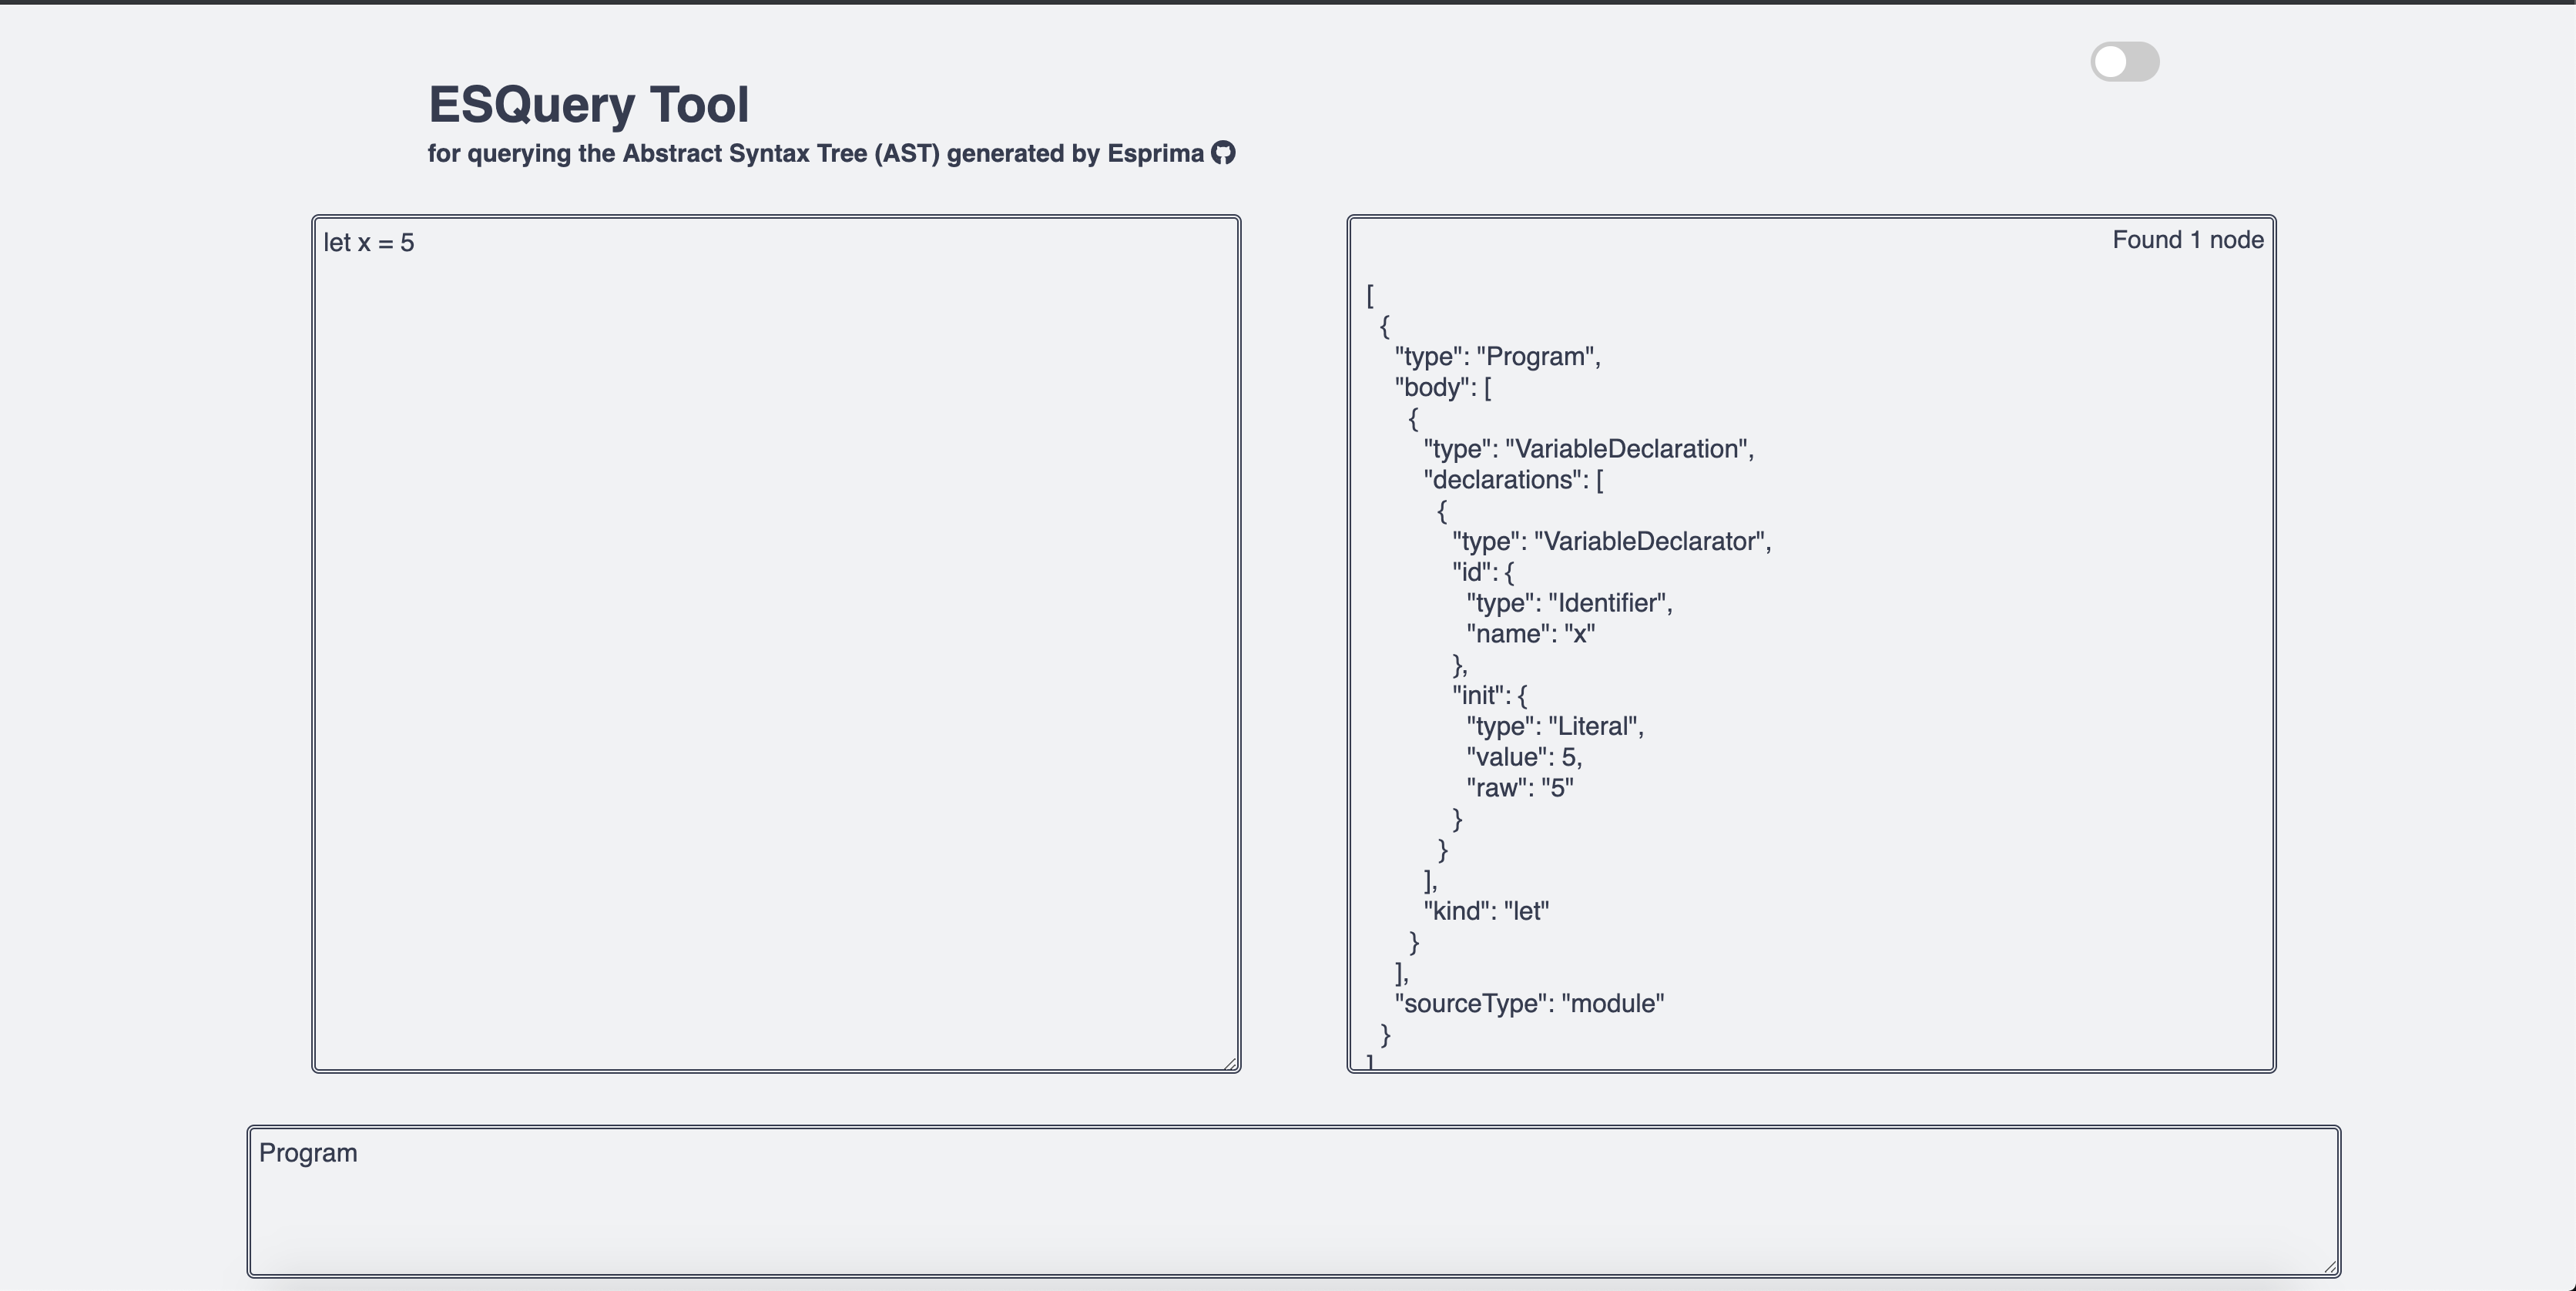 ESQuery Tool
for querying the Abstract Syntax Tree (AST) generated by Esprima
let x = 5
Found 1 node
[
  {
    "type": "Program",
    "body": [
      {
        "type": "VariableDeclaration",
        "declarations": [
          {
            "type": "VariableDeclarator",
            "id": {
              "type": "Identifier",
              "name": "x"
            },
            "init": {
              "type": "Literal",
              "value": 5,
              "raw": "5"
            }
          }
        ],
        "kind": "let"
      }
    ],
    "sourceType": "module"
  }
]
Program